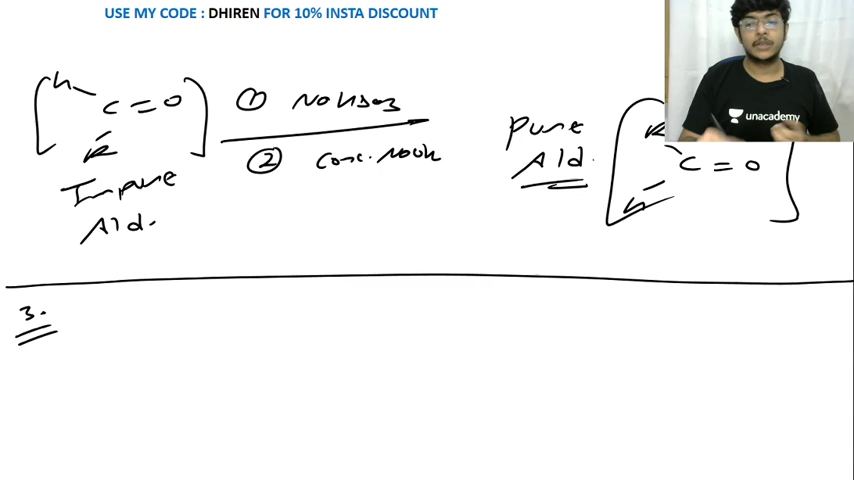 USE MY CODE : DHIREN FOR 10% INSTA DISCOUNT
H
C = O
R
Impure
Ald.
① NaHSO3
② Conc. NaOH
Pure
Ald.
R
C = O
H
3.
unacademy